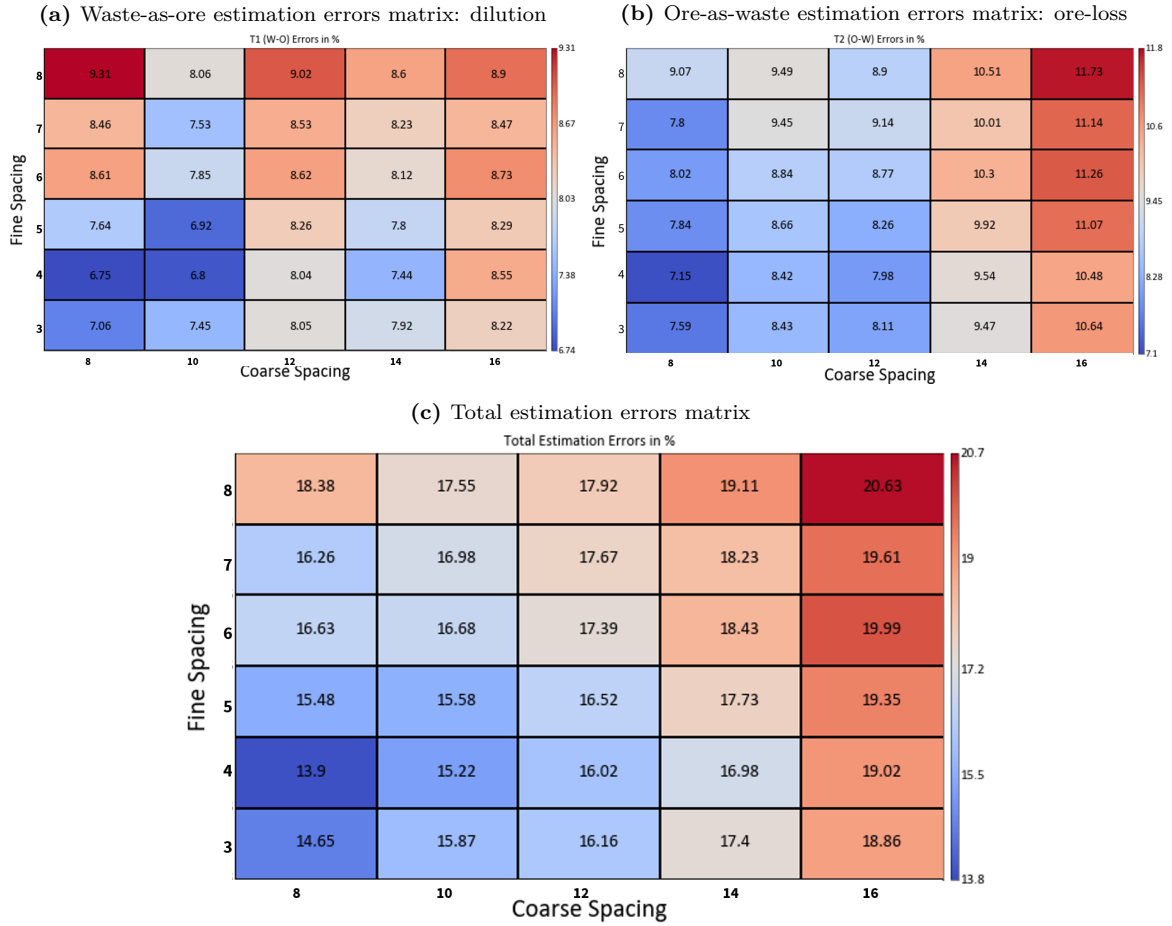 (a) Waste-as-ore estimation errors matrix: dilution
T1 (W-O) Errors in %
8 9.31 8.06 9.02 8.6 8.9 9.31
7 8.46 7.53 8.53 8.23 8.47 8.67
6 8.61 7.85 8.62 8.12 8.73 8.03
5 7.64 6.92 8.26 7.8 8.29
4 6.75 6.8 8.04 7.44 8.55 7.38
3 7.06 7.45 8.05 7.92 8.22 6.74
8 10 12 14 16
Fine Spacing
Coarse Spacing
(b) Ore-as-waste estimation errors matrix: ore-loss
T2 (O-W) Errors in %
8 9.07 9.49 8.9 10.51 11.73 11.8
7 7.8 9.45 9.14 10.01 11.14 10.6
6 8.02 8.84 8.77 10.3 11.26 9.45
5 7.84 8.66 8.26 9.92 11.07
4 7.15 8.42 7.98 9.54 10.48 8.28
3 7.59 8.43 8.11 9.47 10.64 7.1
8 10 12 14 16
Fine Spacing
Coarse Spacing
(c) Total estimation errors matrix
Total Estimation Errors in %
8 18.38 17.55 17.92 19.11 20.63 20.7
7 16.26 16.98 17.67 18.23 19.61 19
6 16.63 16.68 17.39 18.43 19.99 17.2
5 15.48 15.58 16.52 17.73 19.35
4 13.9 15.22 16.02 16.98 19.02 15.5
3 14.65 15.87 16.16 17.4 18.86 13.8
8 10 12 14 16
Fine Spacing
Coarse Spacing